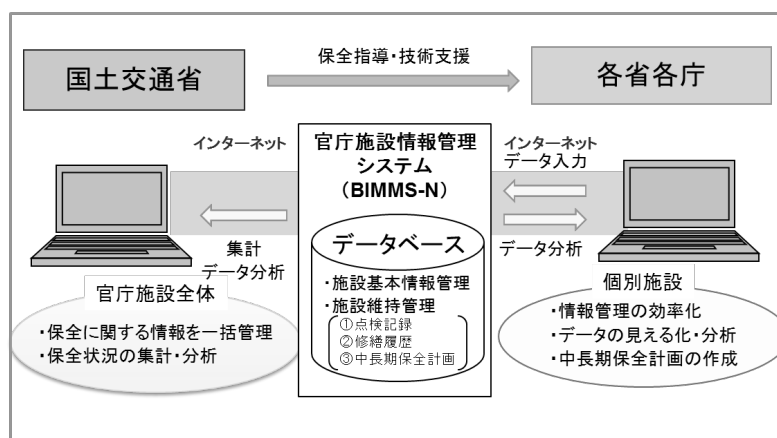 国土交通省
保全指導・技術支援
各省各庁
インターネット
官庁施設情報管理
システム
（BIMMS-N）
インターネット
データ入力
データ分析
集計
データ分析
データベース
・施設基本情報管理
・施設維持管理
①点検記録
②修繕履歴
③中長期保全計画
官庁施設全体
・保全に関する情報を一括管理
・保全状況の集計・分析
個別施設
・情報管理の効率化
・データの見える化・分析
・中長期保全計画の作成